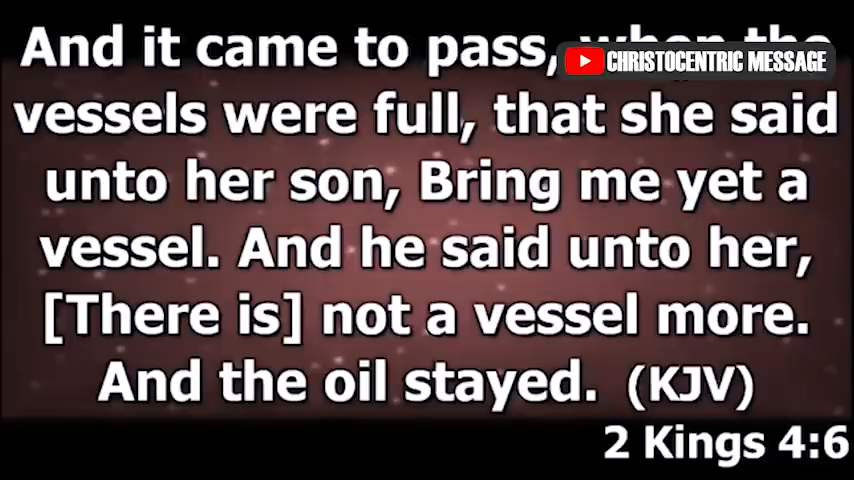 And it came to pass, when the
CHRISTOCENTRIC MESSAGE
vessels were full, that she said
unto her son, Bring me yet a
vessel. And he said unto her,
[There is] not a vessel more.
And the oil stayed. (KJV)
2 Kings 4:6